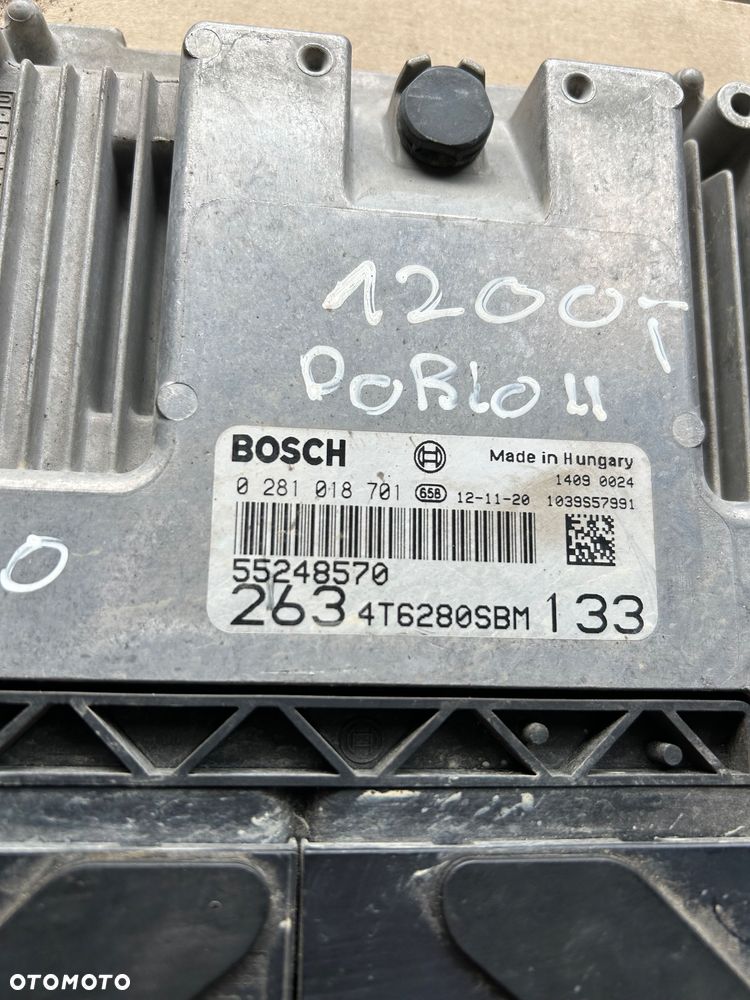 1200T
DOBLO II
BOSCH
Made in Hungary
1409 0024
0 281 018 701 65B 12-11-20 1039S57991
55248570
263 4T6280SBM 133
O
OTOMOTO